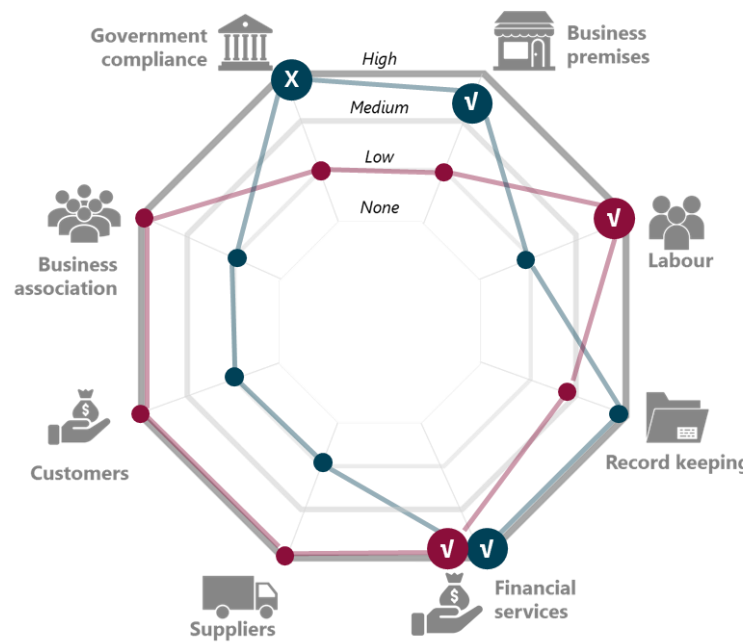 Government
compliance
High
Business
premises
X
√
Medium
Low
None
√
Business
association
Labour
$
Customers
Record keeping
√
√
Suppliers
$
Financial
services